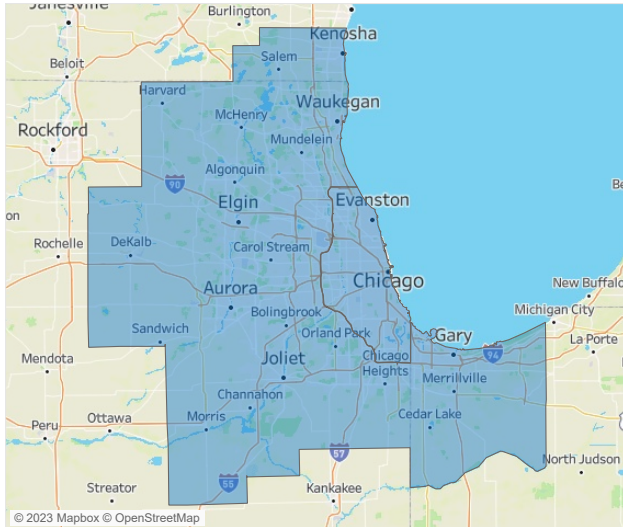 Janesville
Burlington
Kenosha
Beloit
Salem
Harvard
Waukegan
McHenry
Rockford
Mundelein
Algonquin
90
Elgin
Evanston
on
Rochelle
DeKalb
Carol Stream
Chicago
New Buffalo
Aurora
Michigan City
Bolingbrook
Sandwich
Orland Park
Gary
La Porte
94
Mendota
Joliet
Chicago
Heights
Merrillville
Channahon
Ottawa
Morris
Cedar Lake
Peru
57
North Judson
Streator
55
Kankakee
© 2023 Mapbox © OpenStreetMap